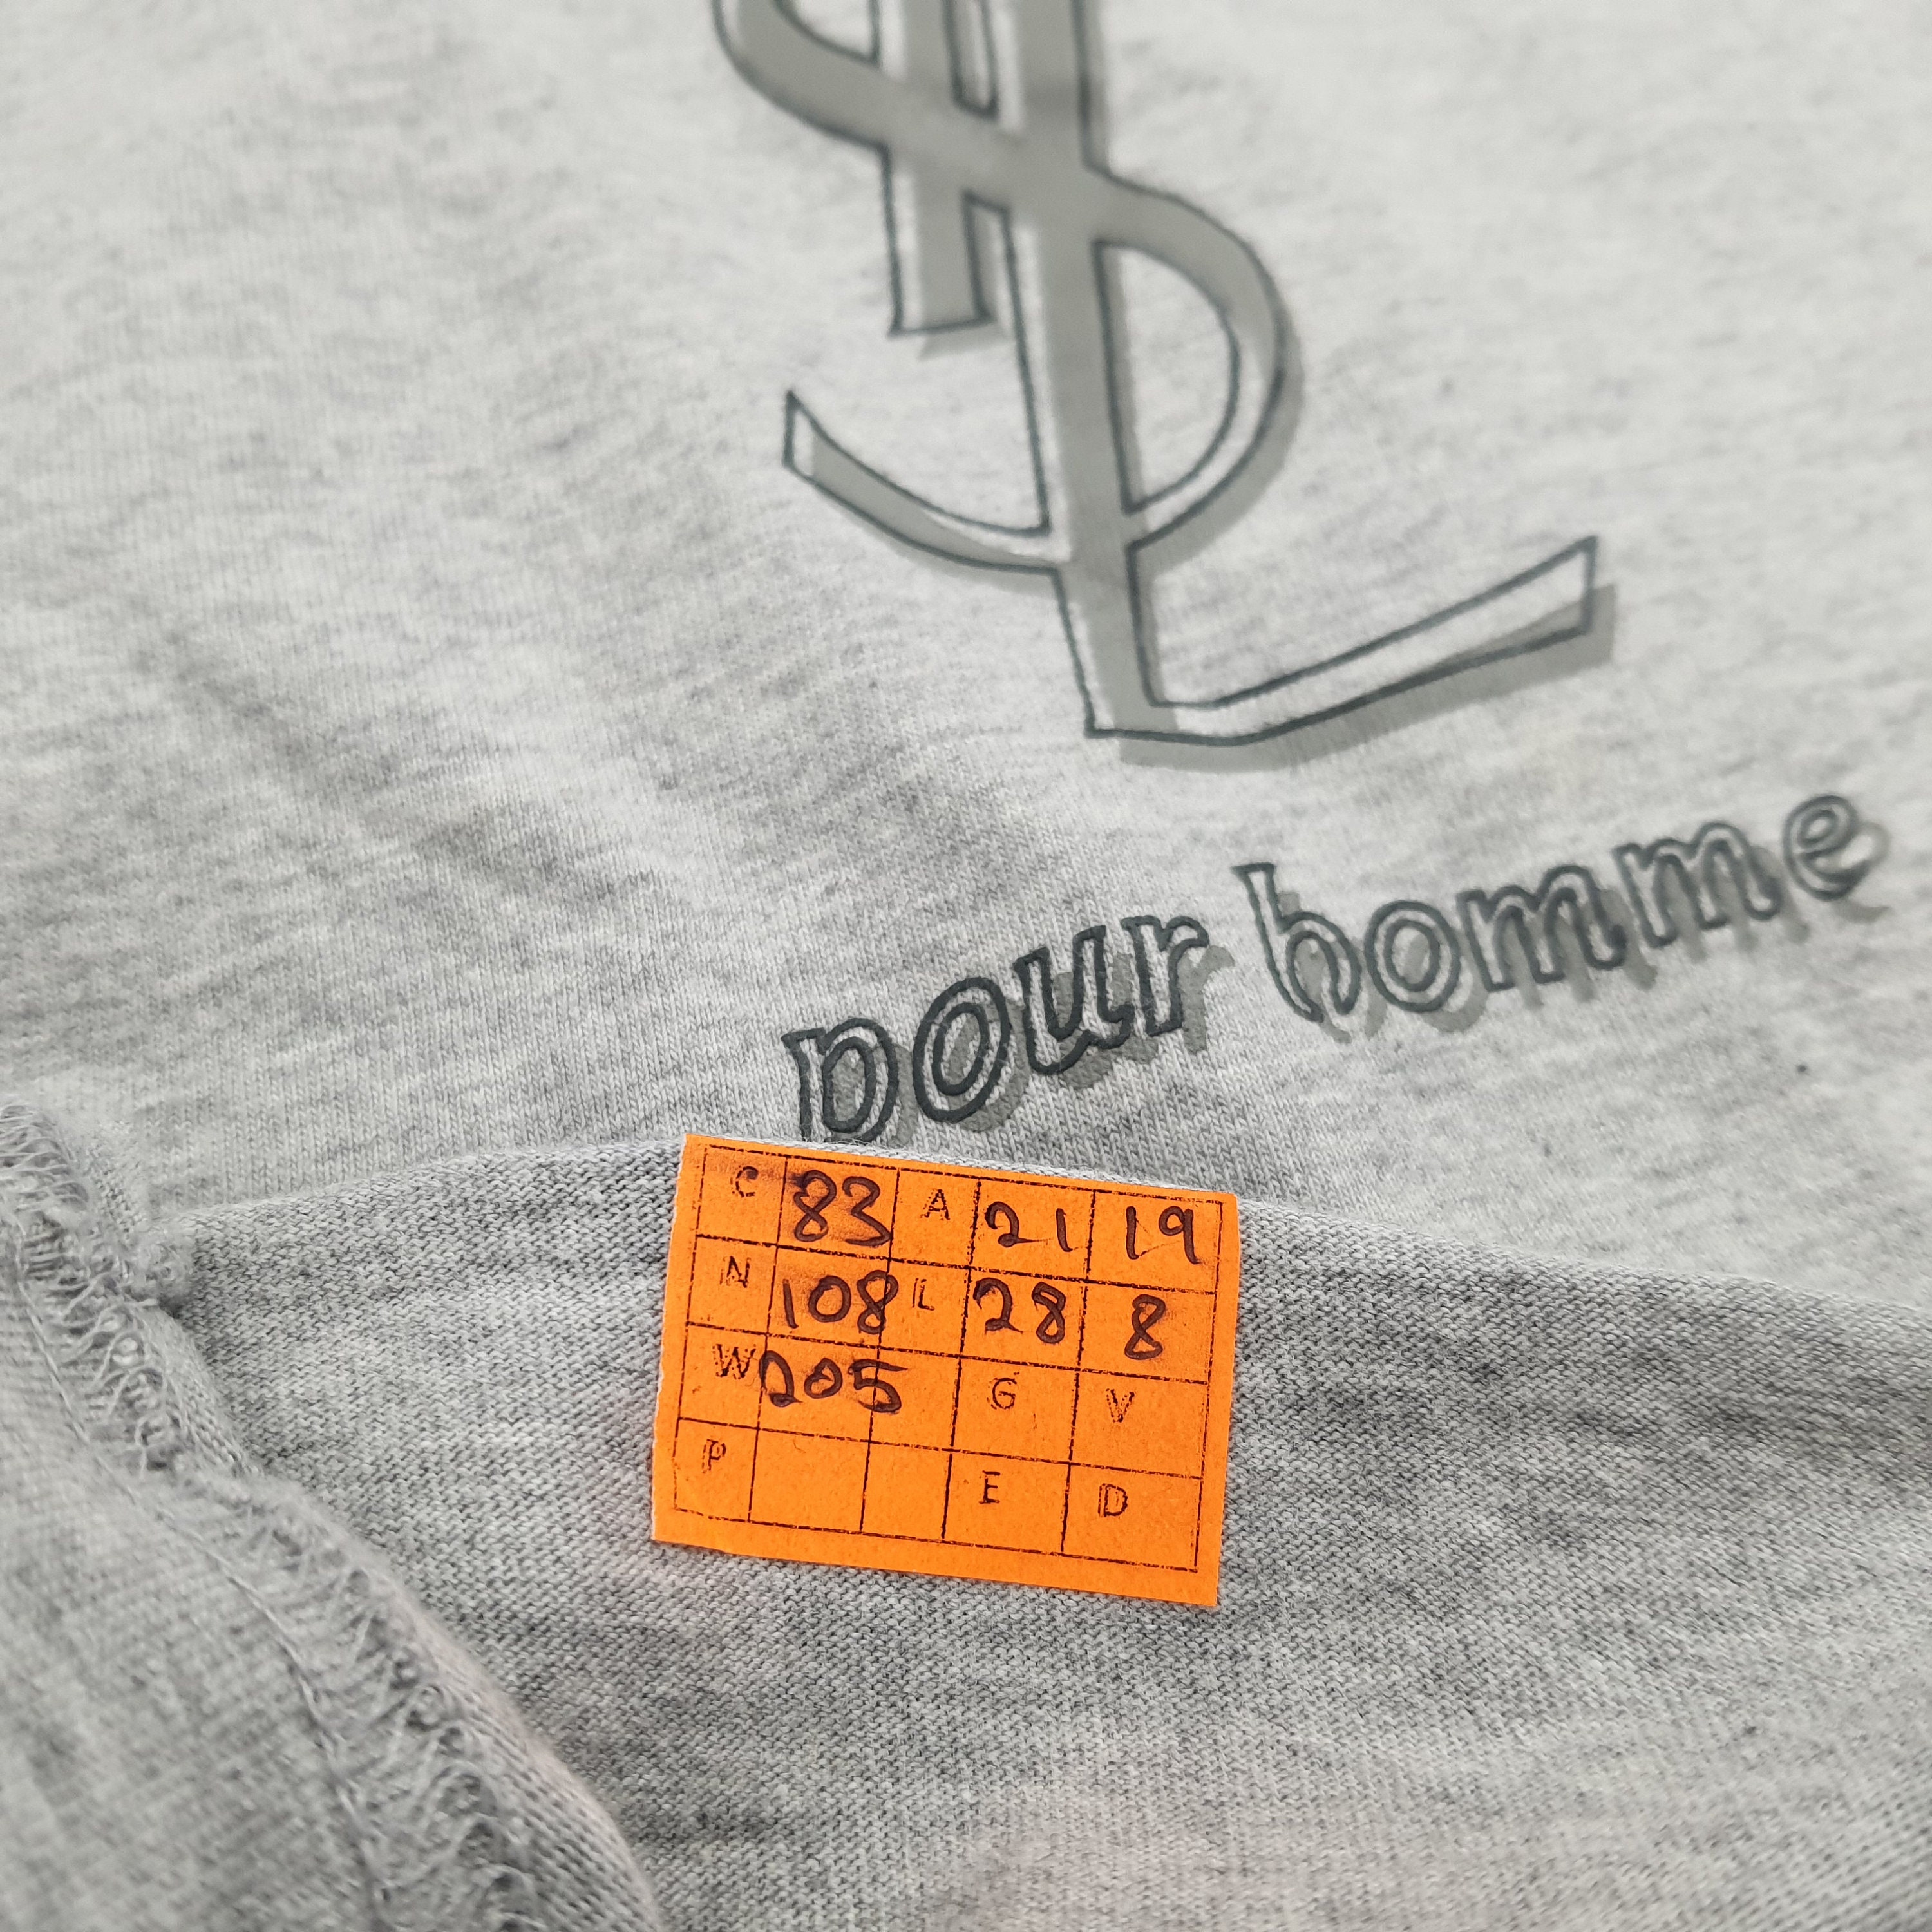 YSL
pour homme
C 83 A 21 19
N 108 L 28 8
W 205 G V
P E D